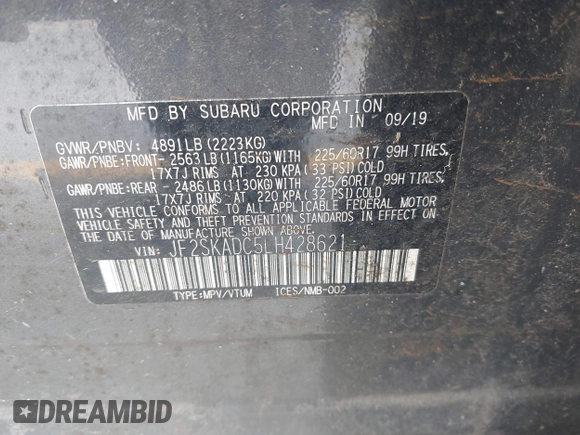 MFD BY SUBARU CORPORATION
MFD IN 09/19
GVWR/PNBV: 4891LB(2223KG)
GAWR/PNBE:FRONT-2563LB(1165KG)WITH 225/60R17 99H TIRES,
17X7J RIMS AT 230 KPA(33 PSI)COLD
GAWR/PNBE:REAR -2486LB(1130KG)WITH 225/60R17 99H TIRES,
17X7J RIMS AT 220 KPA(32 PSI)COLD
THIS VEHICLE CONFORMS TO ALL APPLICABLE FEDERAL MOTOR
VEHICLE SAFETY AND THEFT PREVENTION STANDARDS IN EFFECT
ON THE DATE OF MANUFACTURE SHOWN ABOVE.
VIN: JF2SKADC5LH428621
TYPE:MPV/VTUM ICES/NMB-002
DREAMBID